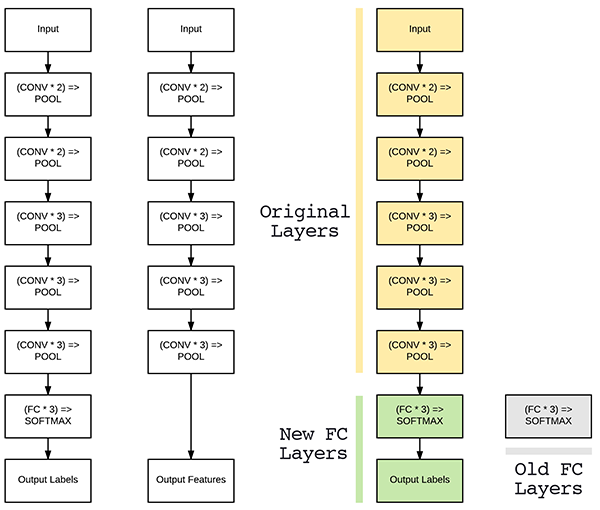 Input
(CONV * 2) =>
POOL
(CONV * 2) =>
POOL
(CONV * 3) =>
POOL
(CONV * 3) =>
POOL
(CONV * 3) =>
POOL
(FC * 3) =>
SOFTMAX
Output Labels
Input
(CONV * 2) =>
POOL
(CONV * 2) =>
POOL
(CONV * 3) =>
POOL
(CONV * 3) =>
POOL
(CONV * 3) =>
POOL
Output Features
Original
Layers
New FC
Layers
Input
(CONV * 2) =>
POOL
(CONV * 2) =>
POOL
(CONV * 3) =>
POOL
(CONV * 3) =>
POOL
(CONV * 3) =>
POOL
(FC * 3) =>
SOFTMAX
Output Labels
(FC * 3) =>
SOFTMAX
Old FC
Layers